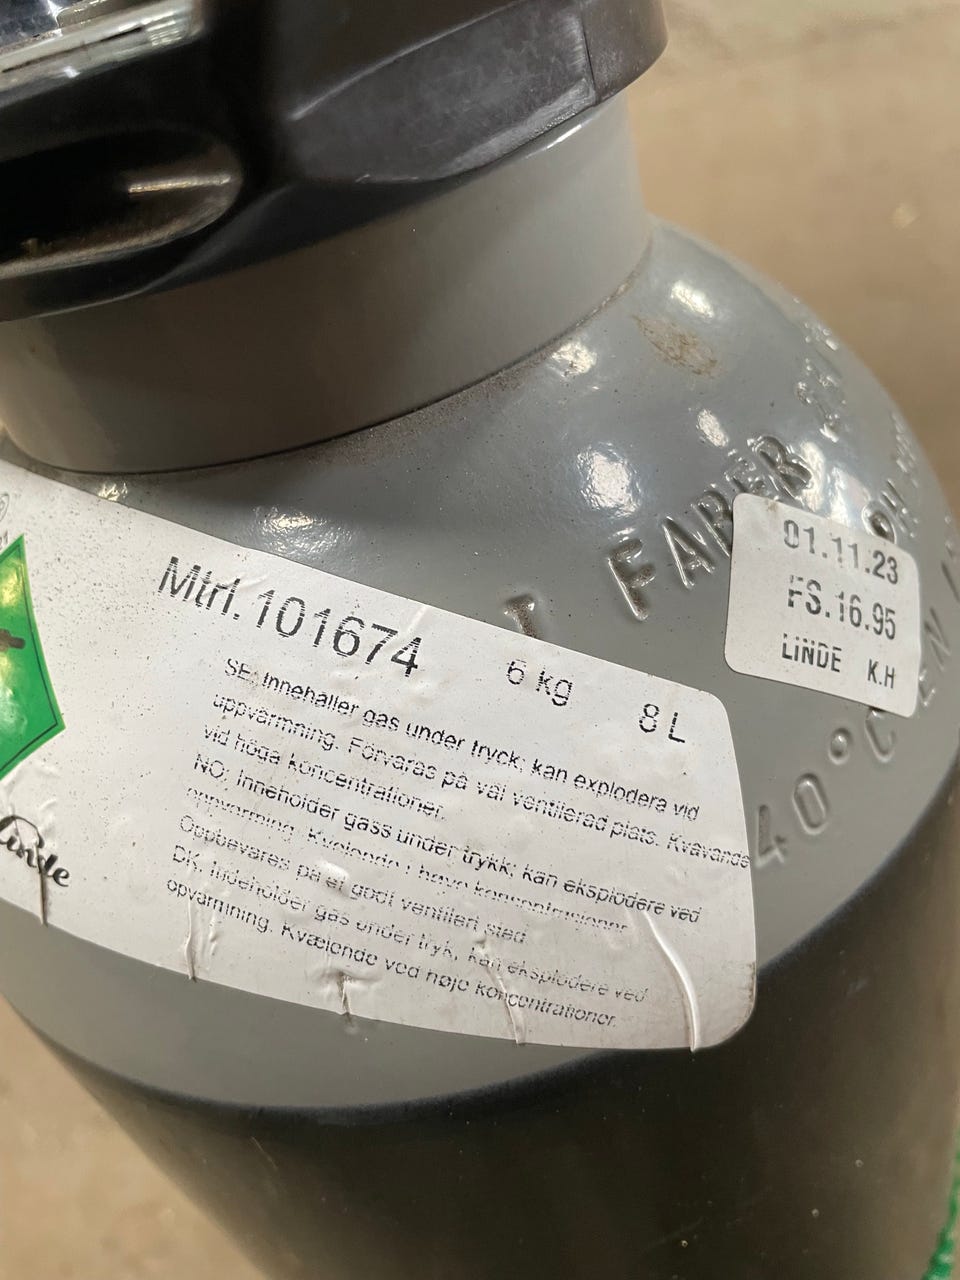 Mtrl. 101674 6 kg 8 L
SE: Innehåller gas under tryck; kan explodera vid
uppvärmning. Förvaras på väl ventilerad plats. Kvävande
vid höga koncentrationer.
NO: Inneholder gass under trykk; kan eksplodere ved
oppvarming. Kvelende i høye konsentrasjoner.
Oppbevares på et godt ventilert sted
DK: Indeholder gas under tryk, kan eksplodere ved
opvarmning. Kvælende ved høje koncentrationer.
Linde
01.11.23
FS.16.95
LINDE K.H
FABER
40°C EN